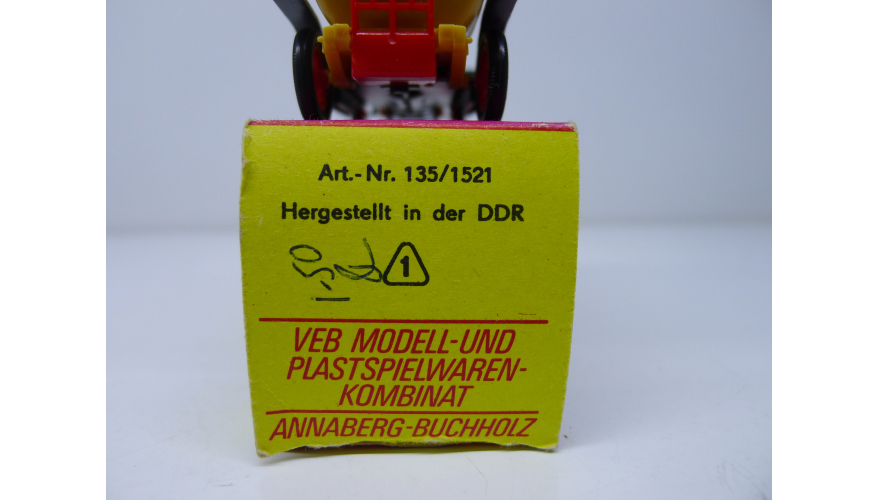 Art.-Nr. 135/1521
Hergestellt in der DDR
1
VEB MODELL-UND
PLASTSPIELWAREN-
KOMBINAT
ANNABERG-BUCHHOLZ